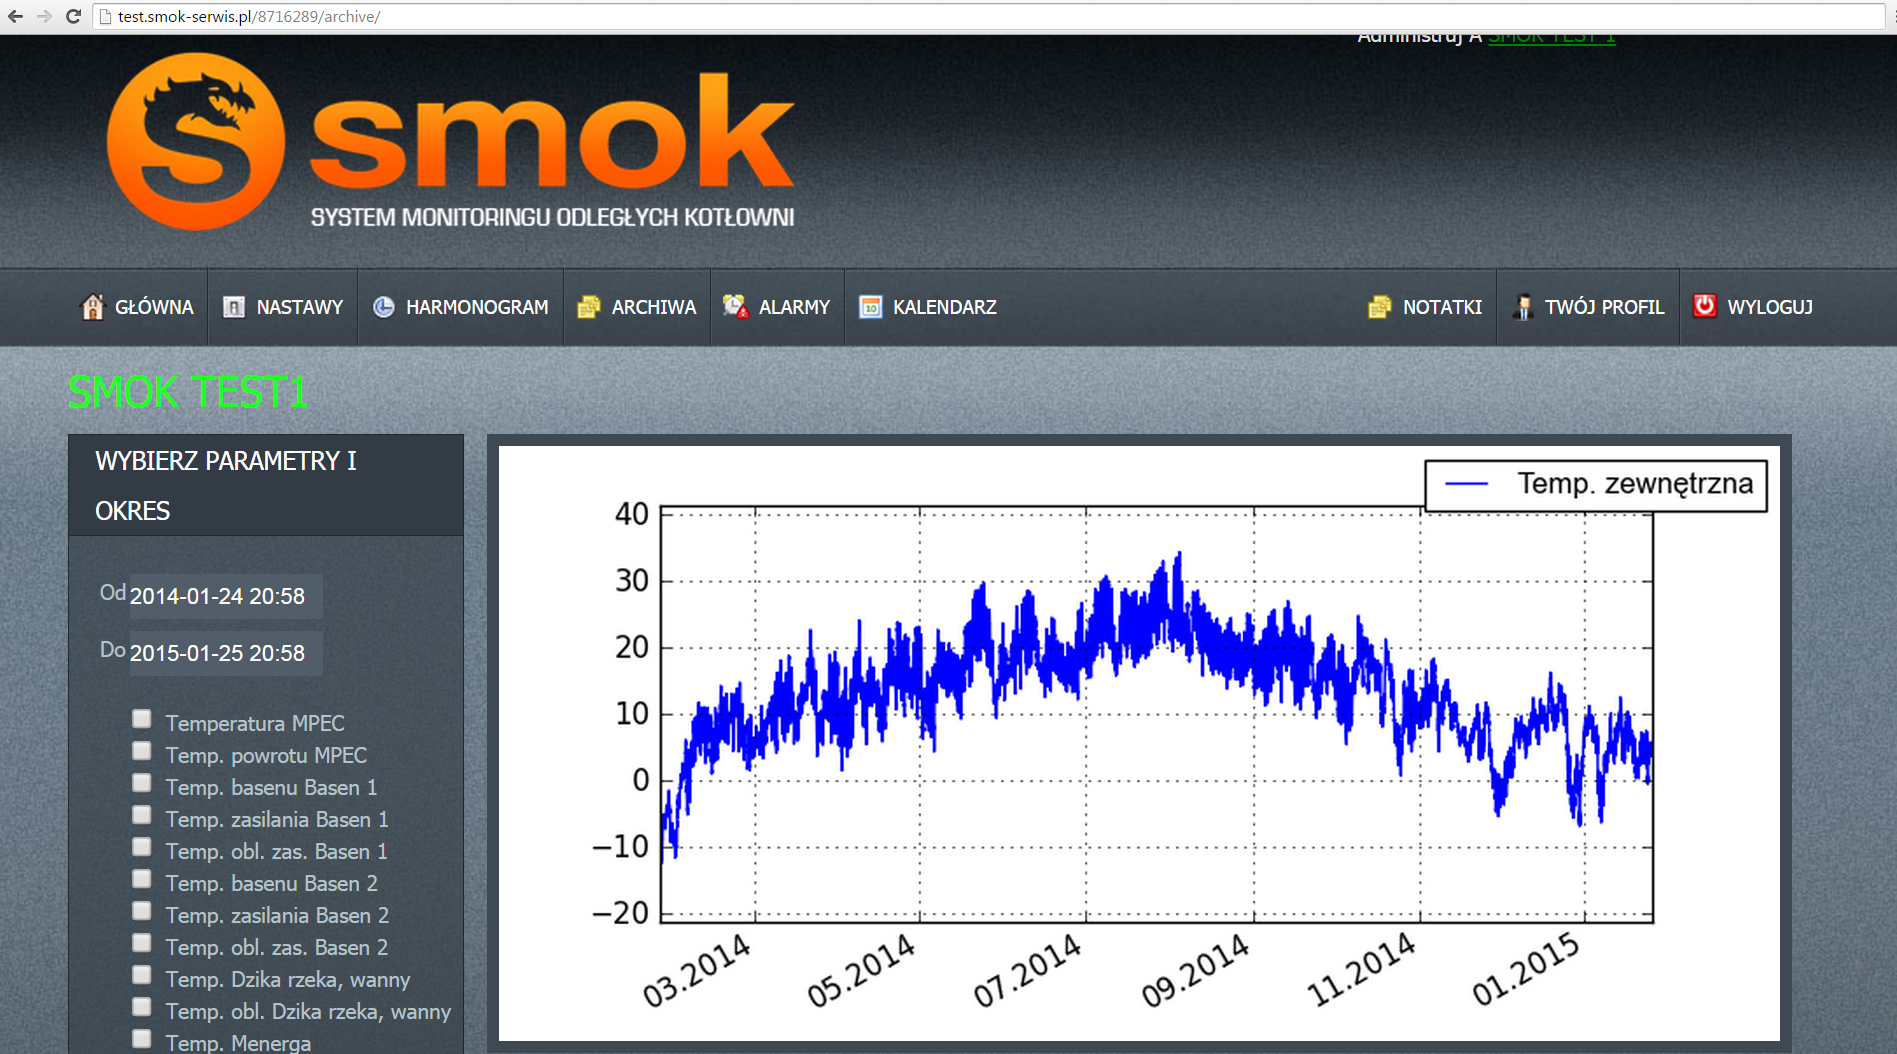 test.smok-serwis.pl/8716289/archive/
Administruj A SMOK TEST 1
smok
SYSTEM MONITORINGU ODLEGŁYCH KOTŁOWNI
GŁÓWNA NASTAWY HARMONOGRAM ARCHIWA ALARMY KALENDARZ NOTATKI TWÓJ PROFIL WYLOGUJ
SMOK TEST1
WYBIERZ PARAMETRY I
OKRES
Od 2014-01-24 20:58
Do 2015-01-25 20:58
Temperatura MPEC
Temp. powrotu MPEC
Temp. basenu Basen 1
Temp. zasilania Basen 1
Temp. obl. zas. Basen 1
Temp. basenu Basen 2
Temp. zasilania Basen 2
Temp. obl. zas. Basen 2
Temp. Dzika rzeka, wanny
Temp. obl. Dzika rzeka, wanny
Temp. Menerga
Temp. zewnętrzna
40
30
20
10
0
−10
−20
03.2014 05.2014 07.2014 09.2014 11.2014 01.2015